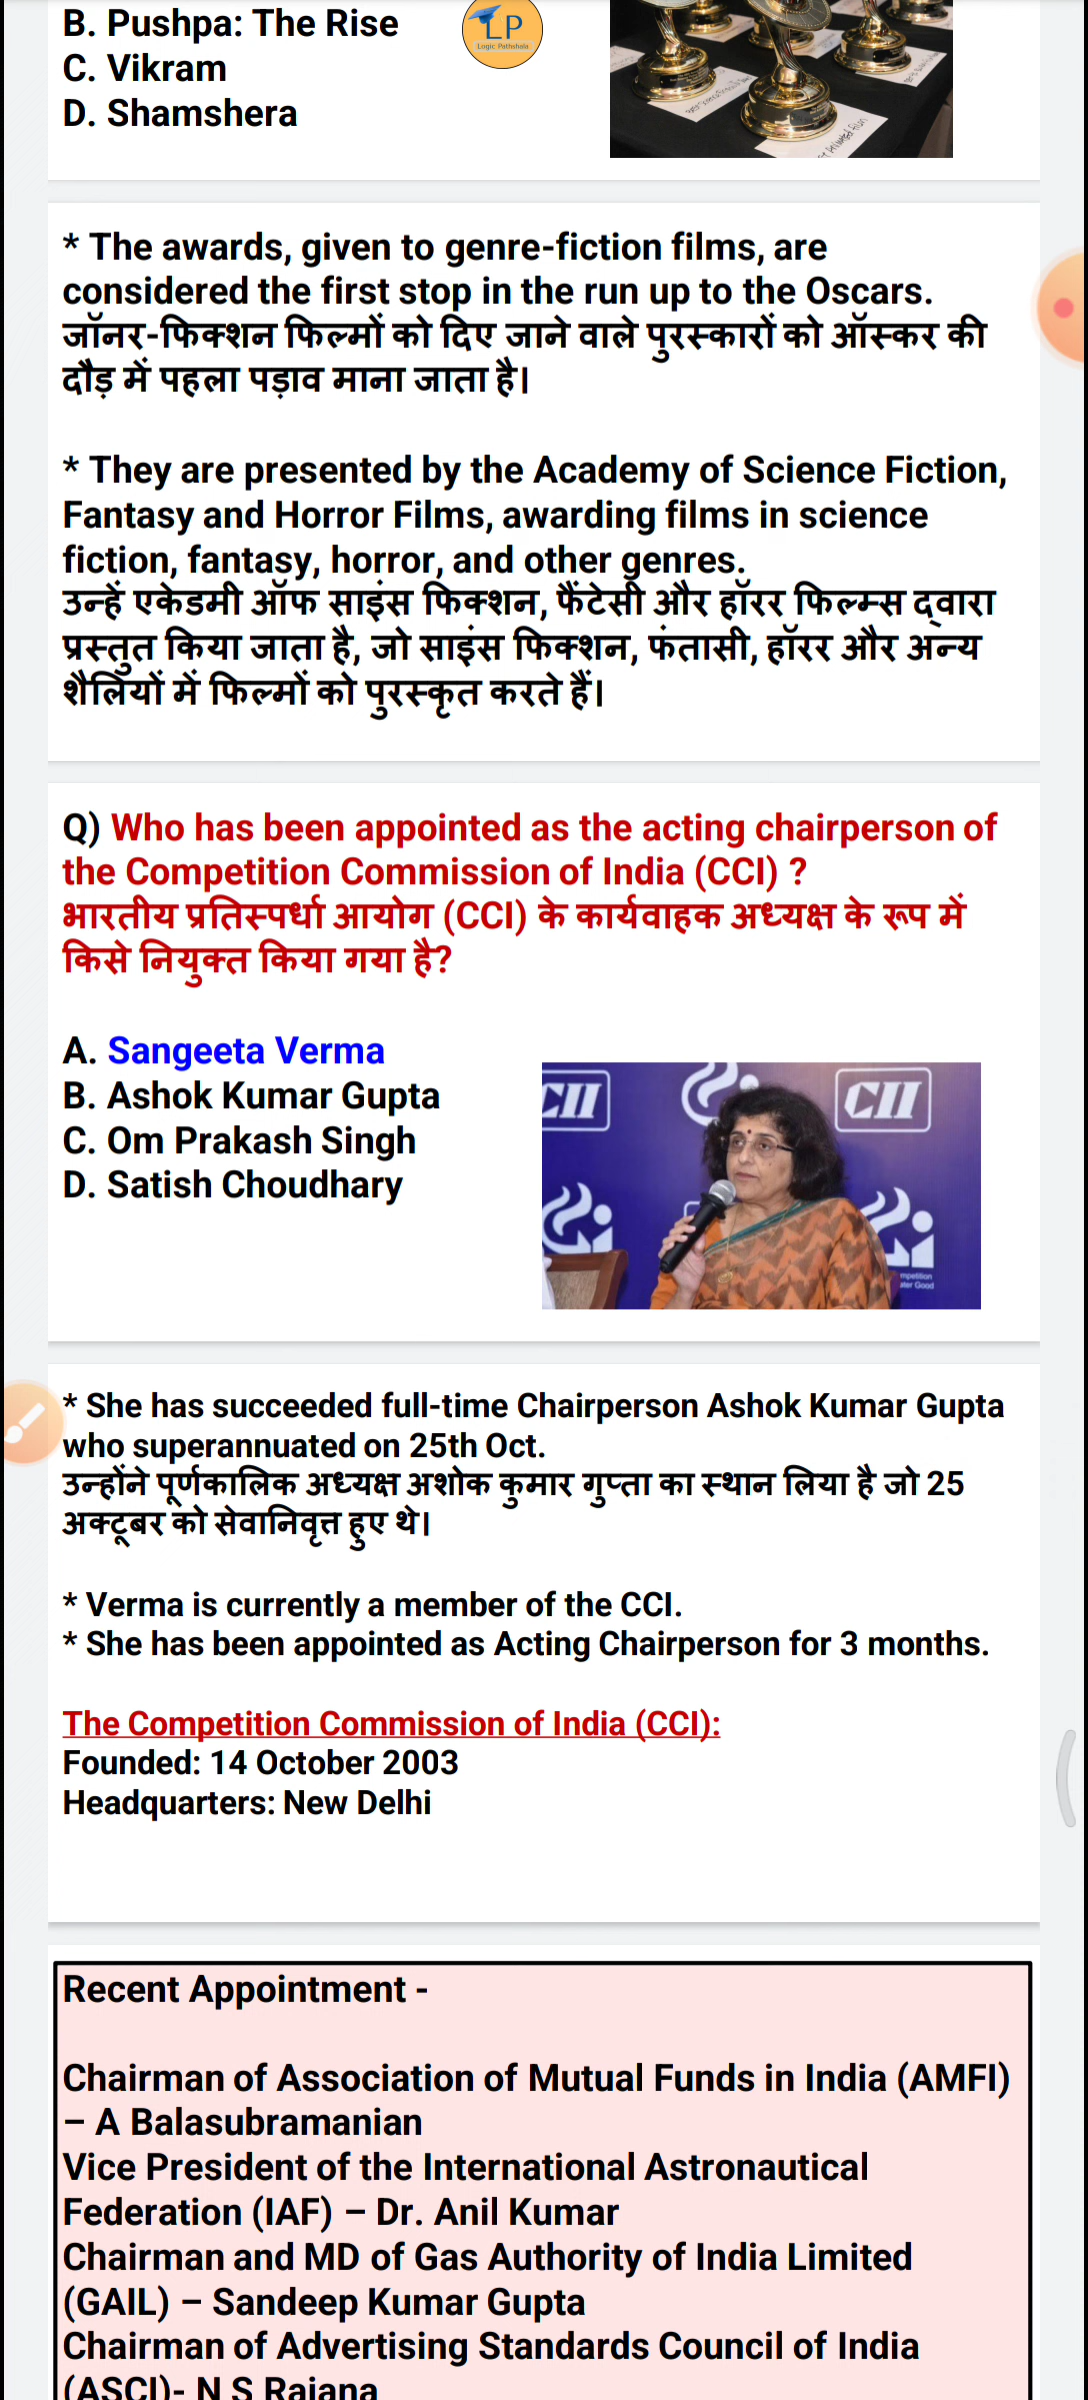 B. Pushpa: The Rise
C. Vikram
D. Shamshera
LP
Logic Pathshala
* The awards, given to genre-fiction films, are
considered the first stop in the run up to the Oscars.
जॉनर-फिक्शन फिल्मों को दिए जाने वाले पुरस्कारों को ऑस्कर की
दौड़ में पहला पड़ाव माना जाता है।
* They are presented by the Academy of Science Fiction,
Fantasy and Horror Films, awarding films in science
fiction, fantasy, horror, and other genres.
उन्हें एकेडमी ऑफ साइंस फिक्शन, फैंटेसी और हॉरर फिल्म्स द्वारा
प्रस्तुत किया जाता है, जो साइंस फिक्शन, फंतासी, हॉरर और अन्य
शैलियों में फिल्मों को पुरस्कृत करते हैं।
Q) Who has been appointed as the acting chairperson of
the Competition Commission of India (CCI) ?
भारतीय प्रतिस्पर्धा आयोग (CCI) के कार्यवाहक अध्यक्ष के रूप में
किसे नियुक्त किया गया है?
A. Sangeeta Verma
B. Ashok Kumar Gupta
C. Om Prakash Singh
D. Satish Choudhary
CII
CII
* She has succeeded full-time Chairperson Ashok Kumar Gupta
who superannuated on 25th Oct.
उन्होंने पूर्णकालिक अध्यक्ष अशोक कुमार गुप्ता का स्थान लिया है जो 25
अक्टूबर को सेवानिवृत्त हुए थे।
* Verma is currently a member of the CCI.
* She has been appointed as Acting Chairperson for 3 months.
The Competition Commission of India (CCI):
Founded: 14 October 2003
Headquarters: New Delhi
Recent Appointment -
Chairman of Association of Mutual Funds in India (AMFI)
– A Balasubramanian
Vice President of the International Astronautical
Federation (IAF) – Dr. Anil Kumar
Chairman and MD of Gas Authority of India Limited
(GAIL) – Sandeep Kumar Gupta
Chairman of Advertising Standards Council of India
(ASCI)- N S Rajana